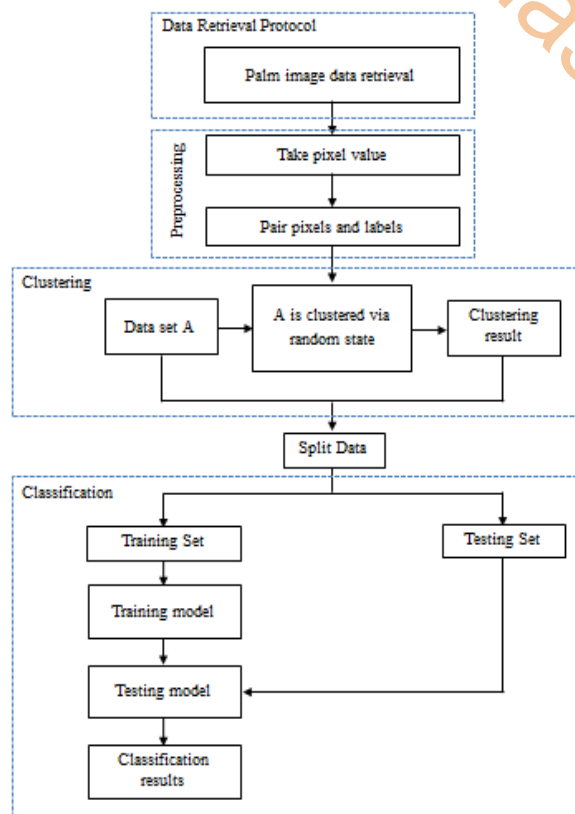 Data Retrieval Protocol
Palm image data retrieval
Preprocessing
Take pixel value
Pair pixels and labels
Clustering
Data set A
A is clustered via
random state
Clustering
result
Split Data
Classification
Training Set
Testing Set
Training model
Testing model
Classification
results